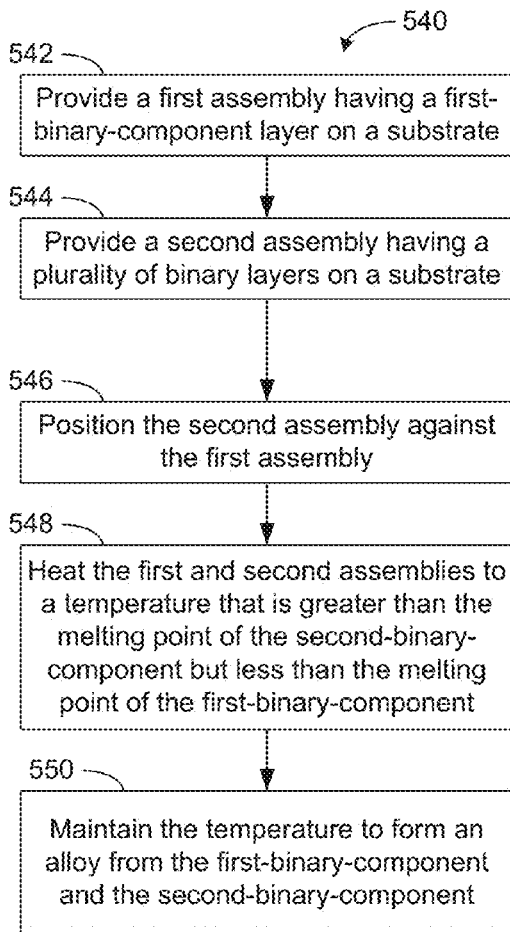 540
542
Provide a first assembly having a first-
binary-component layer on a substrate
544
Provide a second assembly having a
plurality of binary layers on a substrate
546
Position the second assembly against
the first assembly
548
Heat the first and second assemblies to
a temperature that is greater than the
melting point of the second-binary-
component but less than the melting
point of the first-binary-component
550
Maintain the temperature to form an
alloy from the first-binary-component
and the second-binary-component